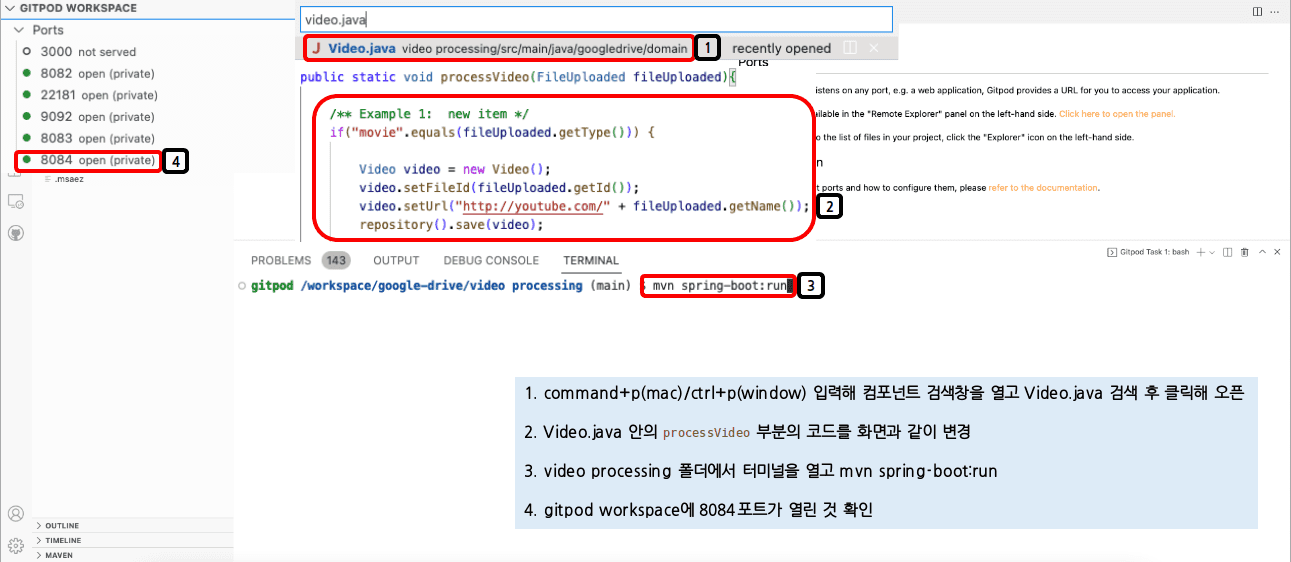 GITPOD WORKSPACE
Ports
3000 not served
8082 open (private)
22181 open (private)
9092 open (private)
8083 open (private)
8084 open (private) 4
.msaez
video.java
J Video.java video processing/src/main/java/googledrive/domain 1 recently opened
Ports
public static void processVideo(FileUploaded fileUploaded){
/** Example 1:  new item */
if("movie".equals(fileUploaded.getType())) {
Video video = new Video();
video.setFileId(fileUploaded.getId());
video.setUrl("http://youtube.com/" + fileUploaded.getName());
repository().save(video);
2
istens on any port, e.g. a web application, Gitpod provides a URL for you to access your application.
ilable in the "Remote Explorer" panel on the left-hand side. Click here to open the panel.
o the list of files in your project, click the "Explorer" icon on the left-hand side.
n
t ports and how to configure them, please refer to the documentation.
PROBLEMS 143 OUTPUT DEBUG CONSOLE TERMINAL
Gitpod Task 1: bash
gitpod /workspace/google-drive/video processing (main) $ mvn spring-boot:run 3
1. command+p(mac)/ctrl+p(window) 입력해 컴포넌트 검색창을 열고 Video.java 검색 후 클릭해 오픈
2. Video.java 안의 processVideo 부분의 코드를 화면과 같이 변경
3. video processing 폴더에서 터미널을 열고 mvn spring-boot:run
4. gitpod workspace에 8084포트가 열린 것 확인
OUTLINE
TIMELINE
MAVEN